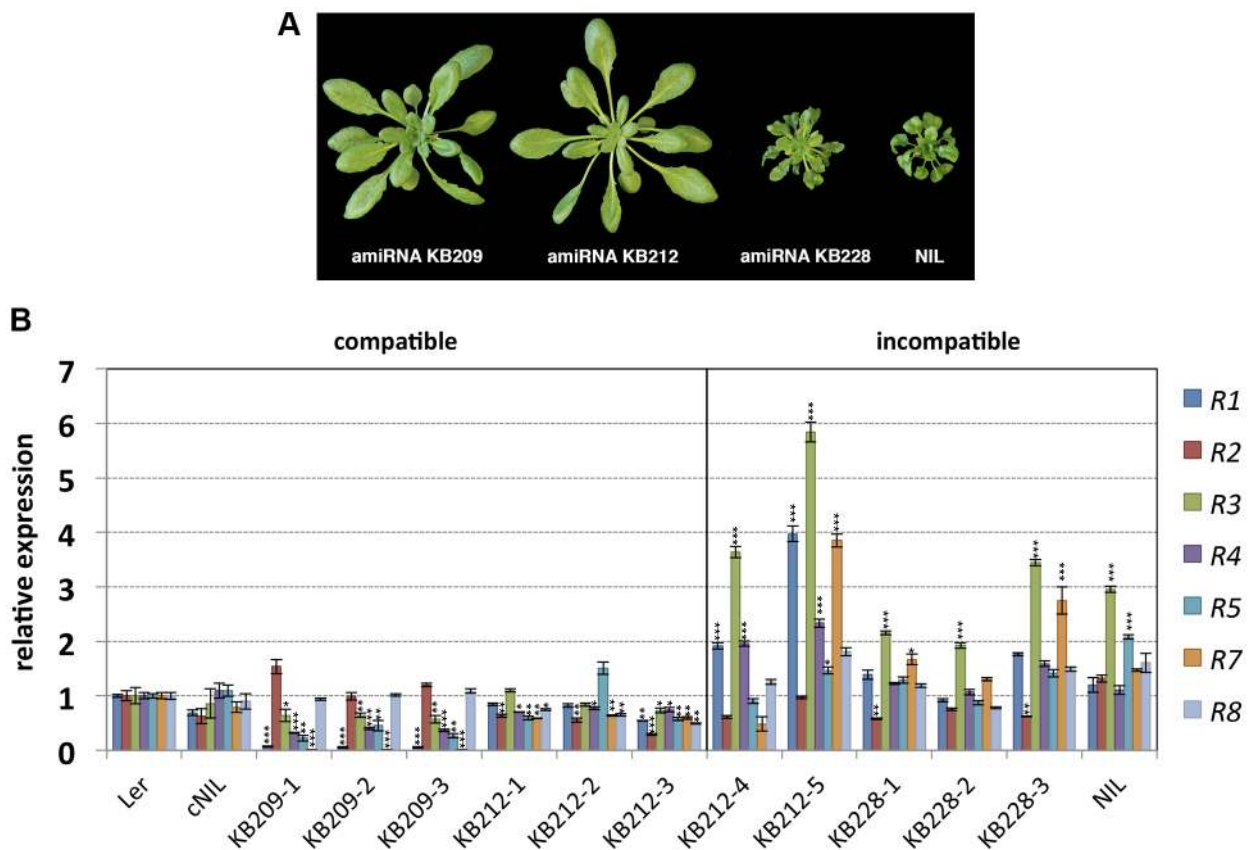 A
amiRNA KB209
amiRNA KB212
amiRNA KB228
NIL
B
compatible
incompatible
relative expression
7
6
5
4
3
2
1
0
***
***
*
***
***
***
***
**
***
***
***
***
**
***
***
***
Ler
cNIL
KB209-1
KB209-2
KB209-3
KB212-1
KB212-2
KB212-3
KB212-4
KB212-5
KB228-1
KB228-2
KB228-3
NIL
R1
R2
R3
R4
R5
R7
R8